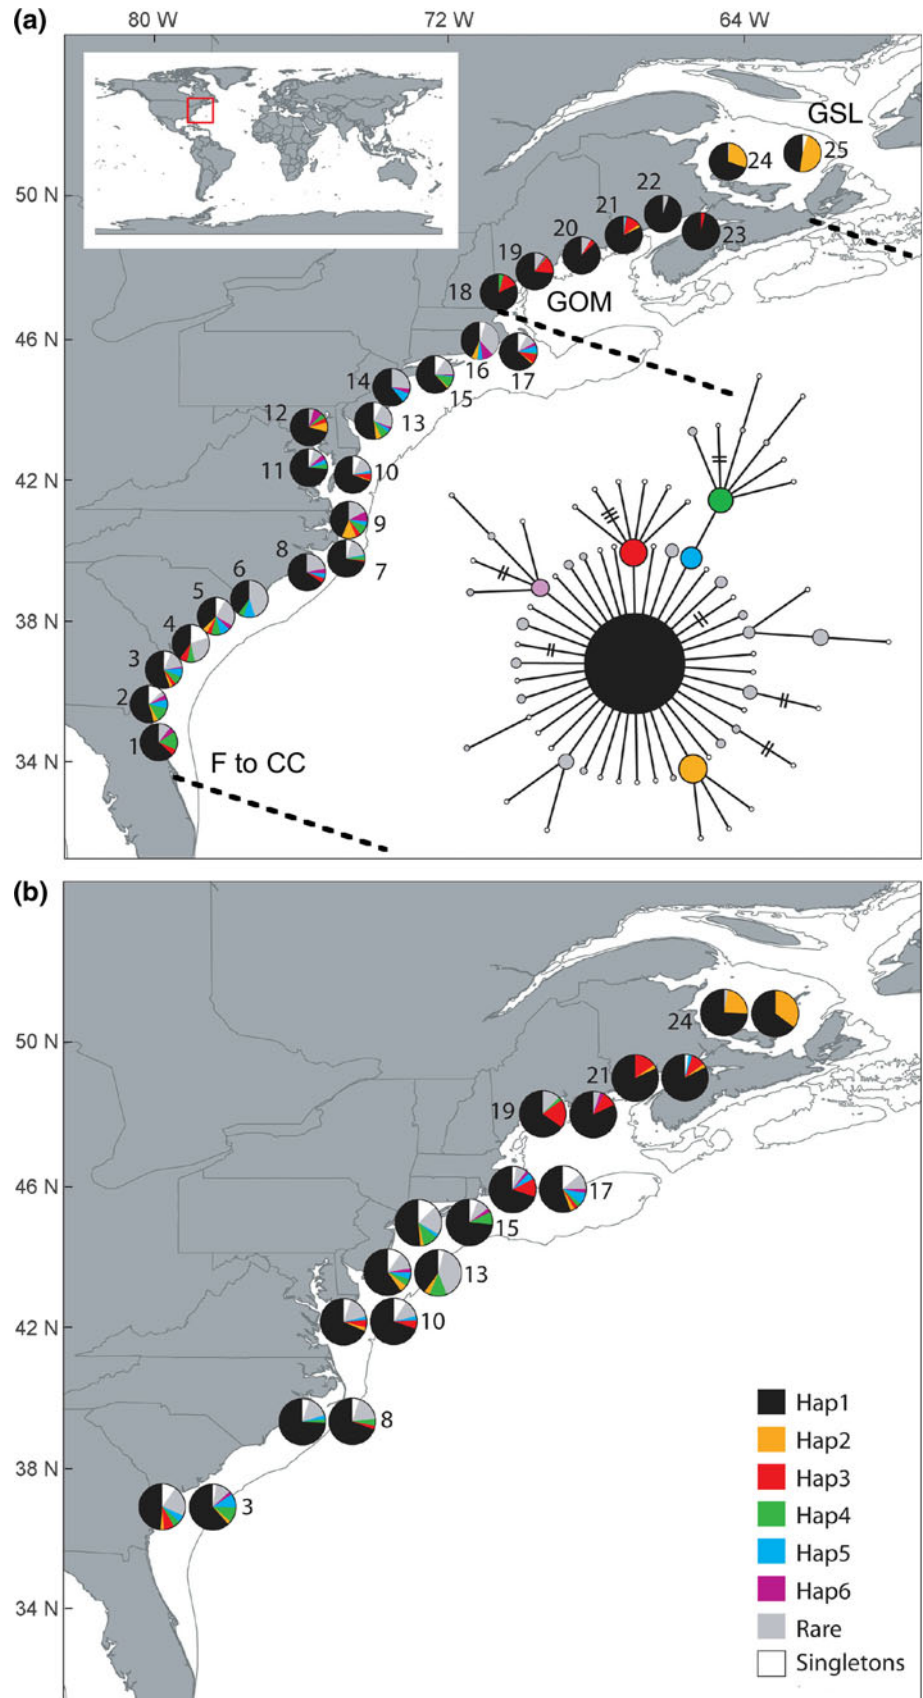 (a)
80 W 72 W 64 W
GSL
24 25
50 N
22
21
20 23
19
18 GOM
46 N
16 17
14 15
12 13
11 10
42 N
9
8 7
6
5
4
38 N
3
2
1
F to CC
34 N
(b)
24
50 N
21
19
46 N
17
15
13
42 N
10
8
38 N
3
34 N
Hap1
Hap2
Hap3
Hap4
Hap5
Hap6
Rare
Singletons